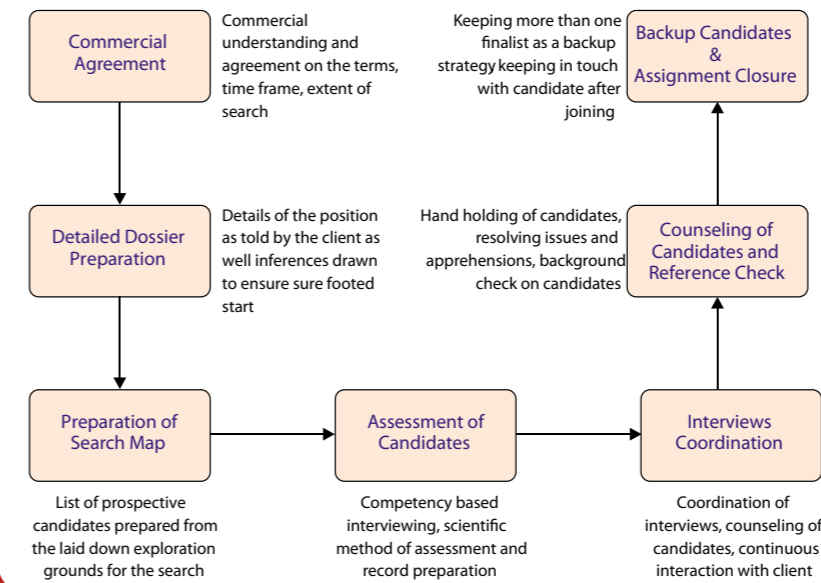 Commercial
Agreement
Commercial
understanding and
agreement on the terms,
time frame, extent of
search
Detailed Dossier
Preparation
Details of the position
as told by the client as
well inferences drawn
to ensure sure footed
start
Preparation of
Search Map
List of prospective
candidates prepared from
the laid down exploration
grounds for the search
Assessment of
Candidates
Competency based
interviewing, scientific
method of assessment and
record preparation
Interviews
Coordination
Coordination of
interviews, counseling of
candidates, continuous
interaction with client
Counseling of
Candidates and
Reference Check
Hand holding of candidates,
resolving issues and
apprehensions, background
check on candidates
Backup Candidates
&
Assignment Closure
Keeping more than one
finalist as a backup
strategy keeping in touch
with candidate after
joining